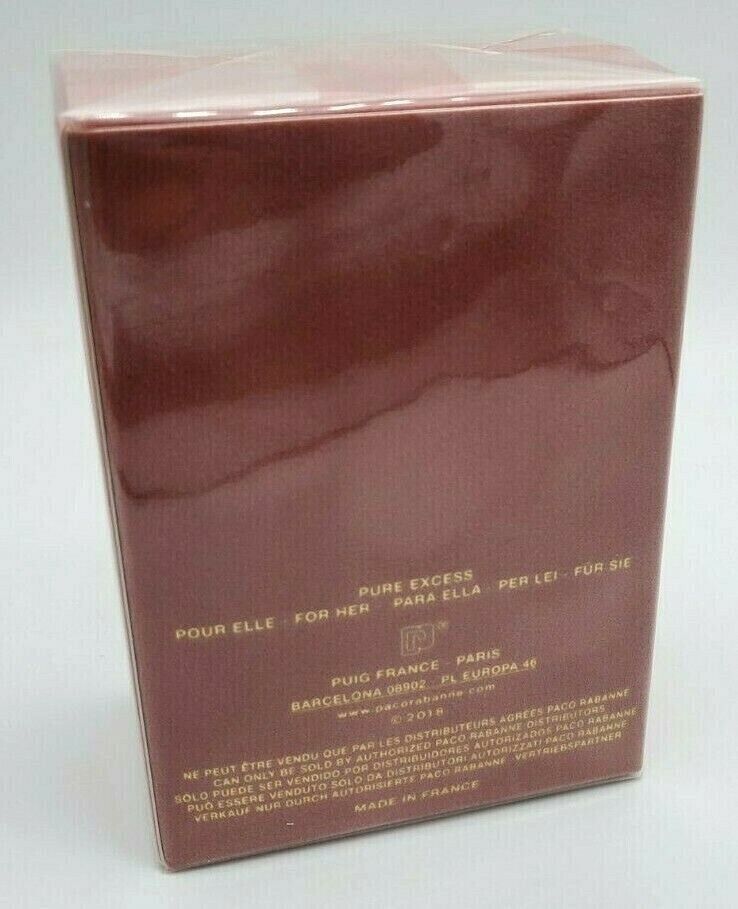 PURE EXCESS
POUR ELLE - FOR HER PARA ELLA - PER LEI - FÜR SIE
PUIG FRANCE - PARIS
BARCELONA 08902 PL EUROPA 46
www.pacorabanne.com
© 2018
NE PEUT ÊTRE VENDU QUE PAR LES DISTRIBUTEURS AGRÉES PACO RABANNE
CAN ONLY BE SOLD BY AUTHORIZED PACO RABANNE DISTRIBUTORS
SÓLO PUEDE SER VENDIDO POR DISTRIBUIDORES AUTORIZADOS PACO RABANNE
PUÒ ESSERE VENDUTO SOLO DA DISTRIBUTORI AUTORIZZATI PACO RABANNE
VERKAUF NUR DURCH AUTORISIERTE PACO RABANNE VERTRIEBSPARTNER
MADE IN FRANCE